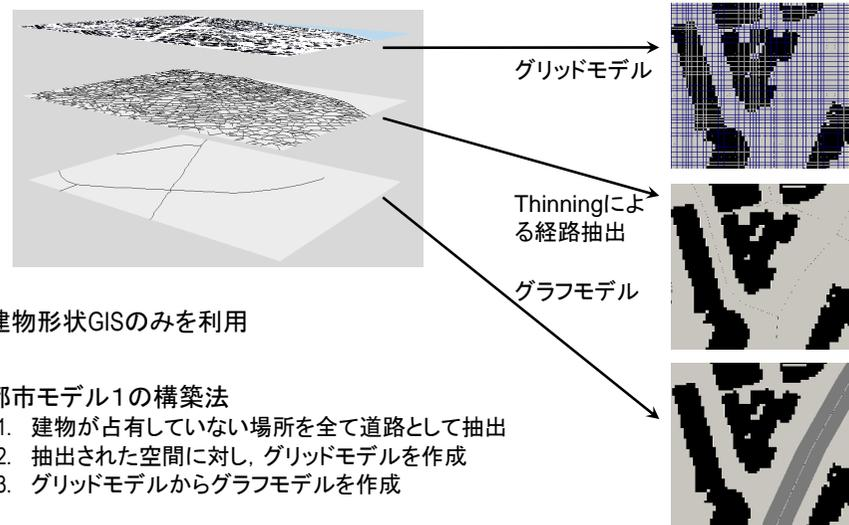 グリッドモデル
Thinningによ
る経路抽出
グラフモデル
建物形状GISのみを利用
都市モデル1の構築法
1. 建物が占有していない場所を全て道路として抽出
2. 抽出された空間に対し,グリッドモデルを作成
3. グリッドモデルからグラフモデルを作成